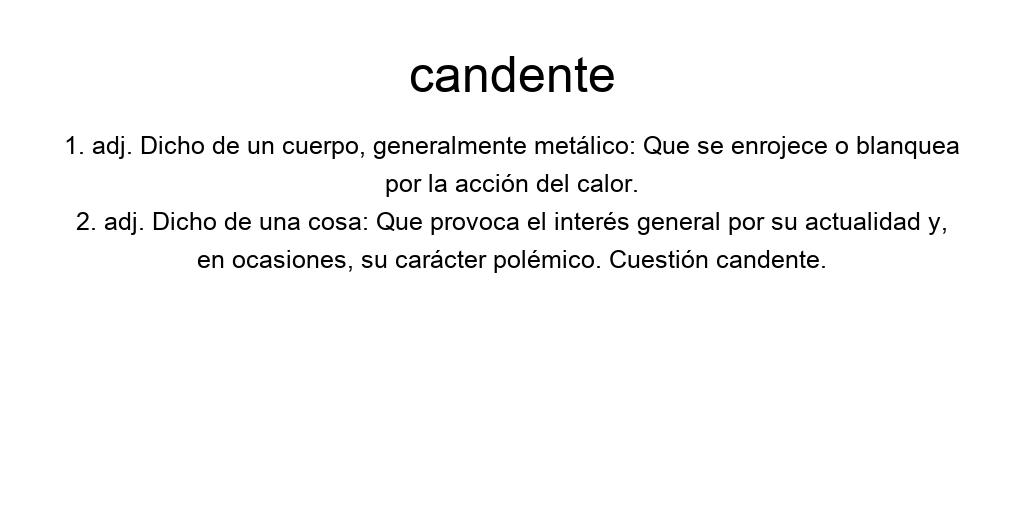 candente
1. adj. Dicho de un cuerpo, generalmente metálico: Que se enrojece o blanquea
por la acción del calor.
2. adj. Dicho de una cosa: Que provoca el interés general por su actualidad y,
en ocasiones, su carácter polémico. Cuestión candente.